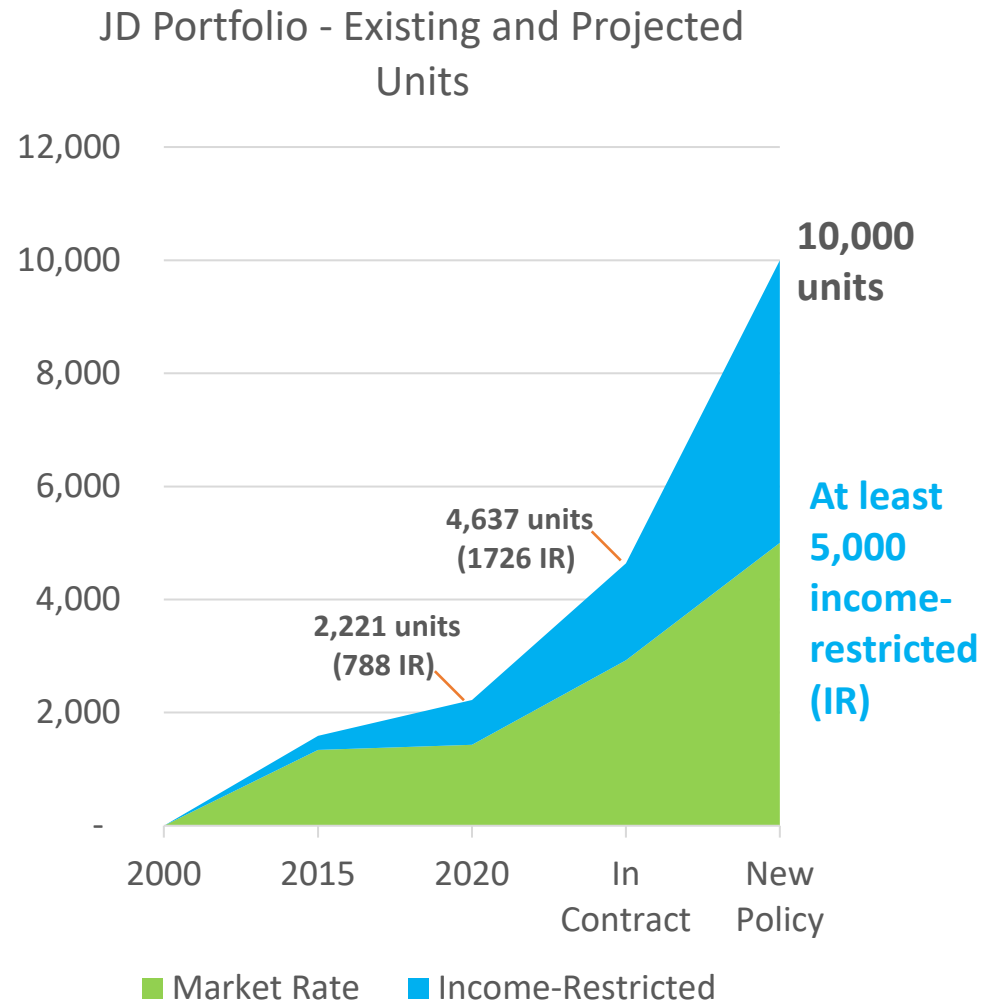 JD Portfolio - Existing and Projected
Units
12,000
10,000
8,000
6,000
4,000
2,000
-
10,000
units
At least
5,000
income-
restricted
(IR)
4,637 units
(1726 IR)
2,221 units
(788 IR)
2000
2015
2020
In
Contract
New
Policy
Market Rate
Income-Restricted